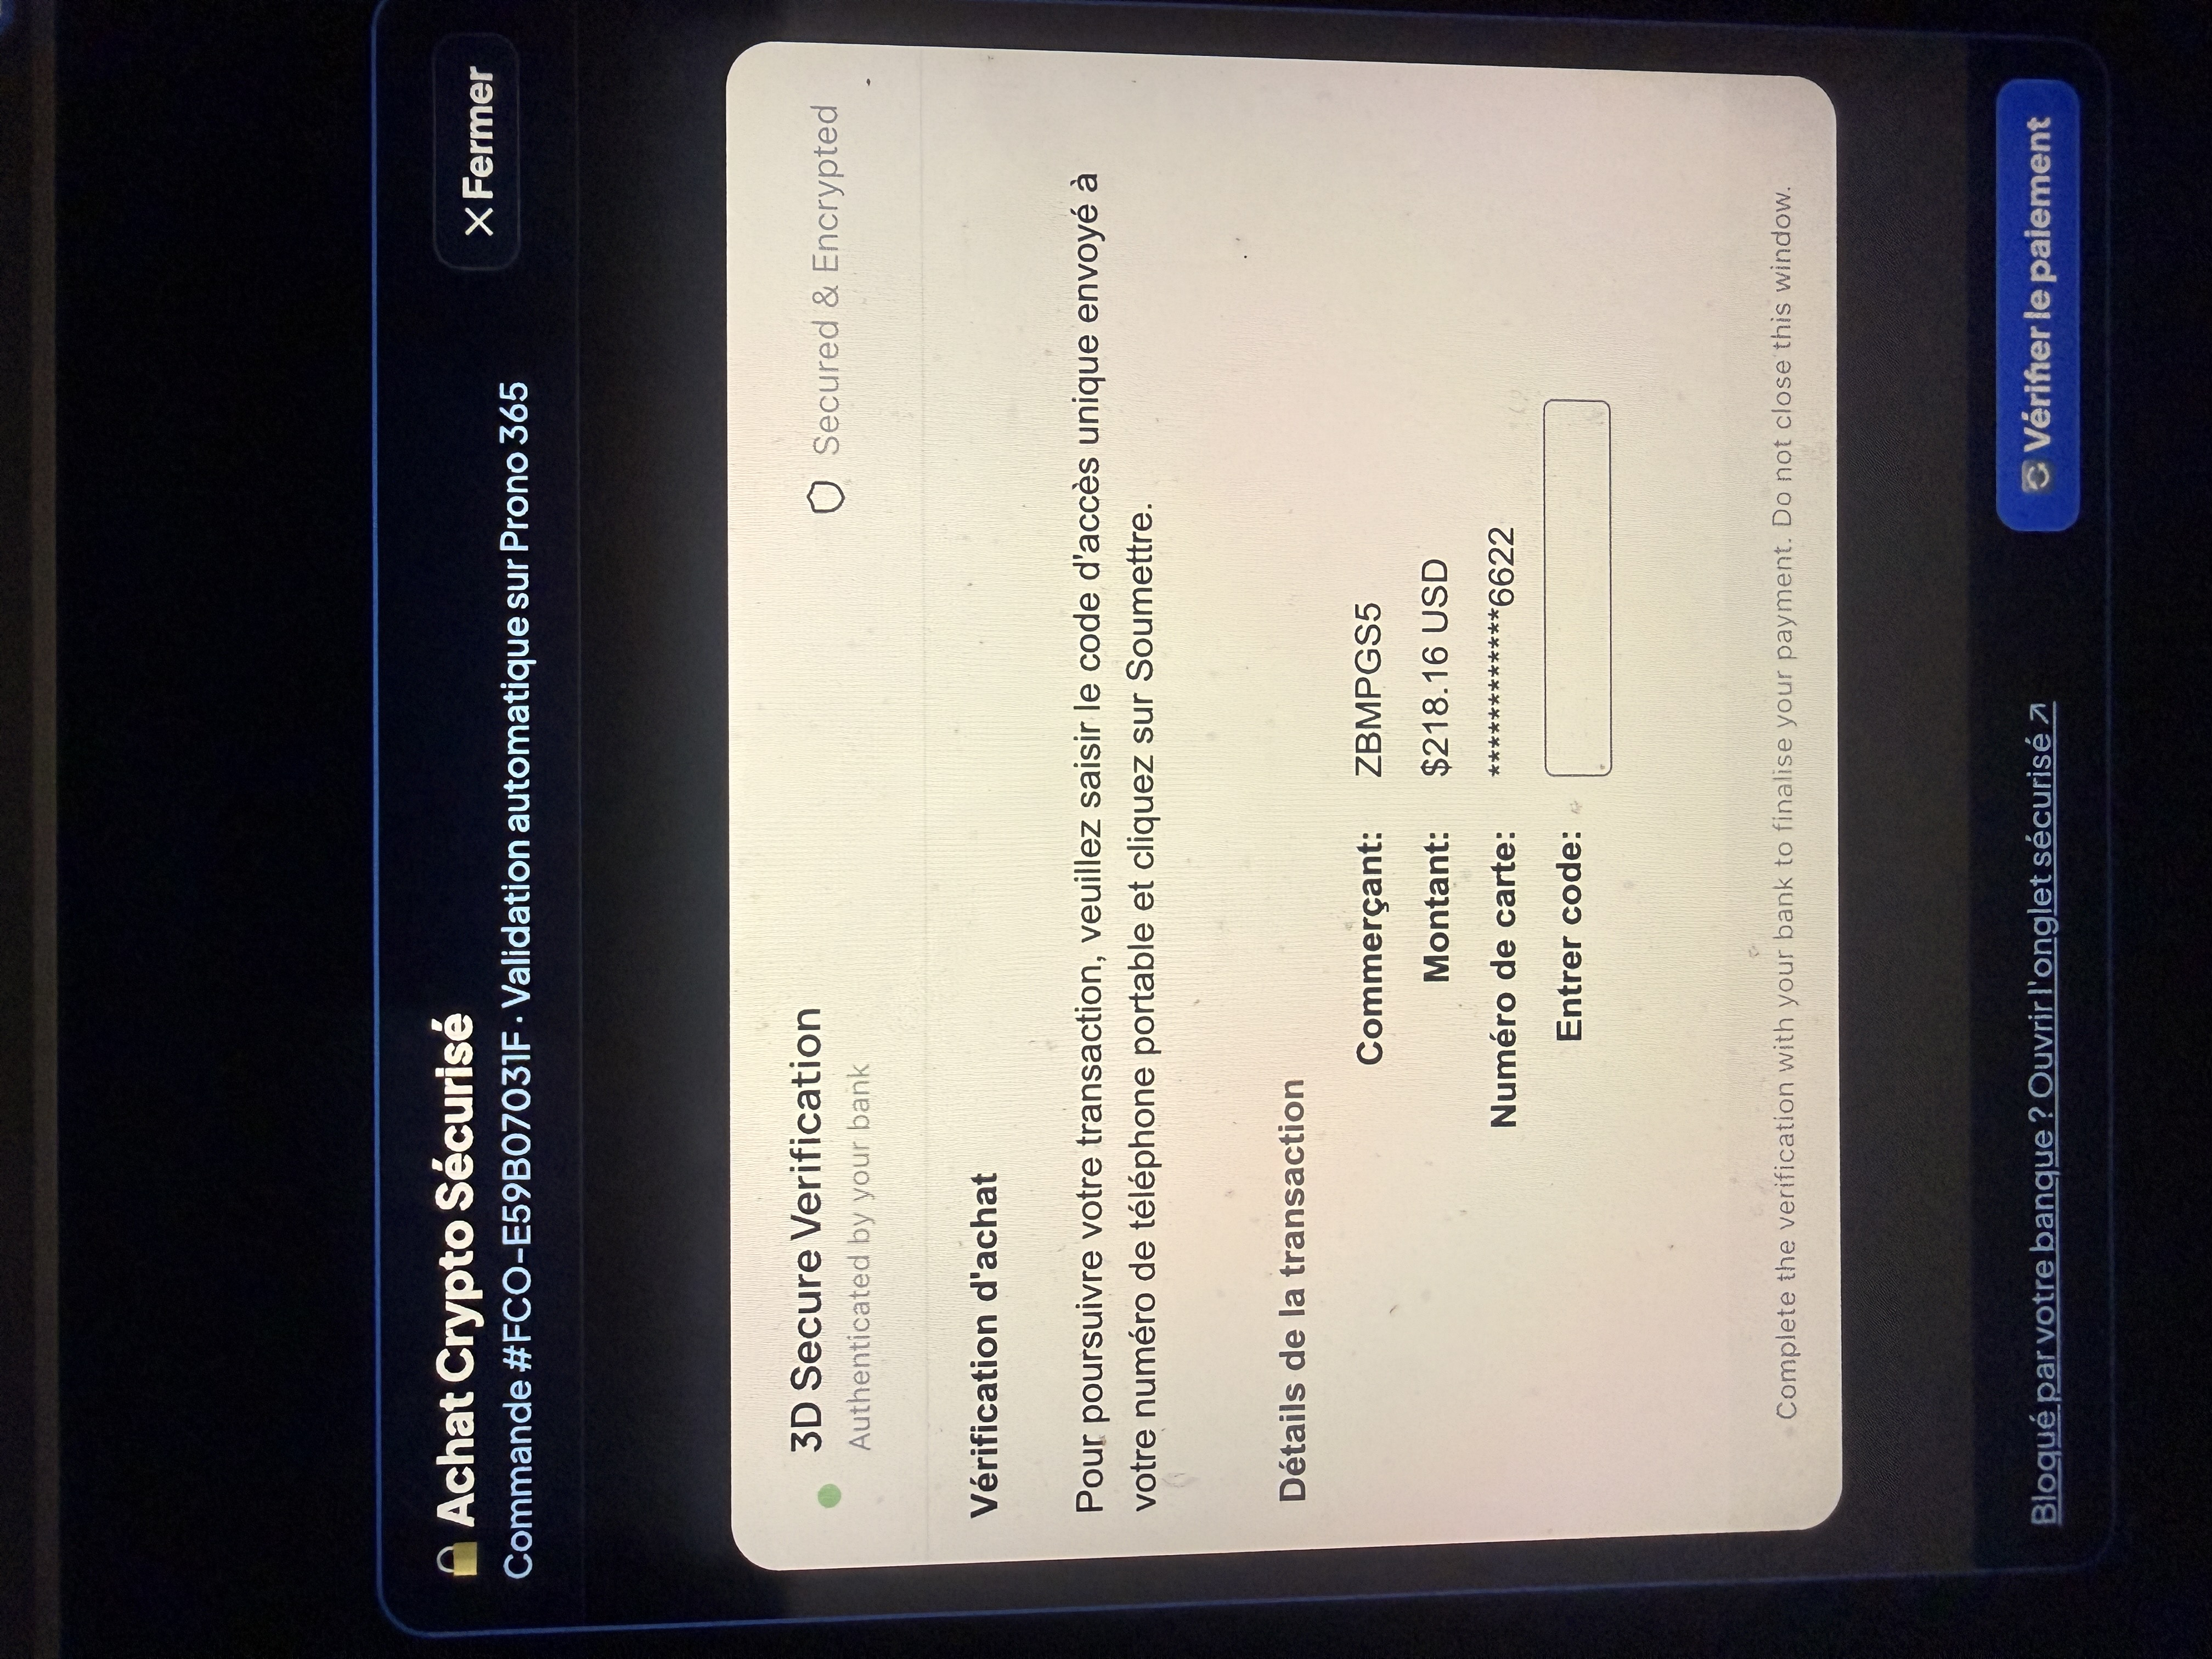 🔒 Achat Crypto Sécurisé
Commande #FCO-E59B07031F · Validation automatique sur Prono 365
✕ Fermer
3D Secure Verification
Authenticated by your bank
Secured & Encrypted
Vérification d'achat
Pour poursuivre votre transaction, veuillez saisir le code d'accès unique envoyé à
votre numéro de téléphone portable et cliquez sur Soumettre.
Détails de la transaction
Commerçant: ZBMPGS5
Montant: $218.16 USD
Numéro de carte: ************6622
Entrer code:
Complete the verification with your bank to finalise your payment. Do not close this window.
Bloqué par votre banque ? Ouvrir l'onglet sécurisé ↗
Vérifier le paiement